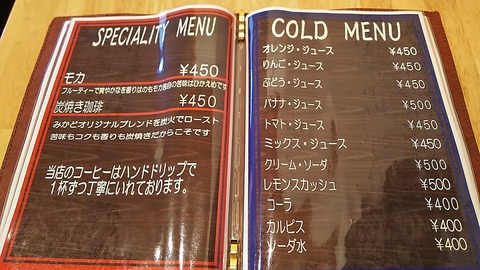 SPECIALITY MENU
モカ ¥450
フルーティーで爽やかな香りはのもモカ独自の苦味はひかえめです
炭焼き珈琲 ¥450
みかどオリジナルブレンドを炭火でロースト
苦味もコクも香りも炭焼きだからこそです
当店のコーヒーはハンドドリップで
1杯ずつ丁寧にいれております。
COLD MENU
オレンジ・ジュース ¥450
りんご・ジュース ¥450
ぶどう・ジュース ¥450
バナナ・ジュース ¥500
トマト・ジュース ¥450
ミックス・ジュース ¥450
クリーム・ソーダ ¥500
レモンスカッシュ ¥500
コーラ ¥400
カルピス ¥400
ソーダ水 ¥400